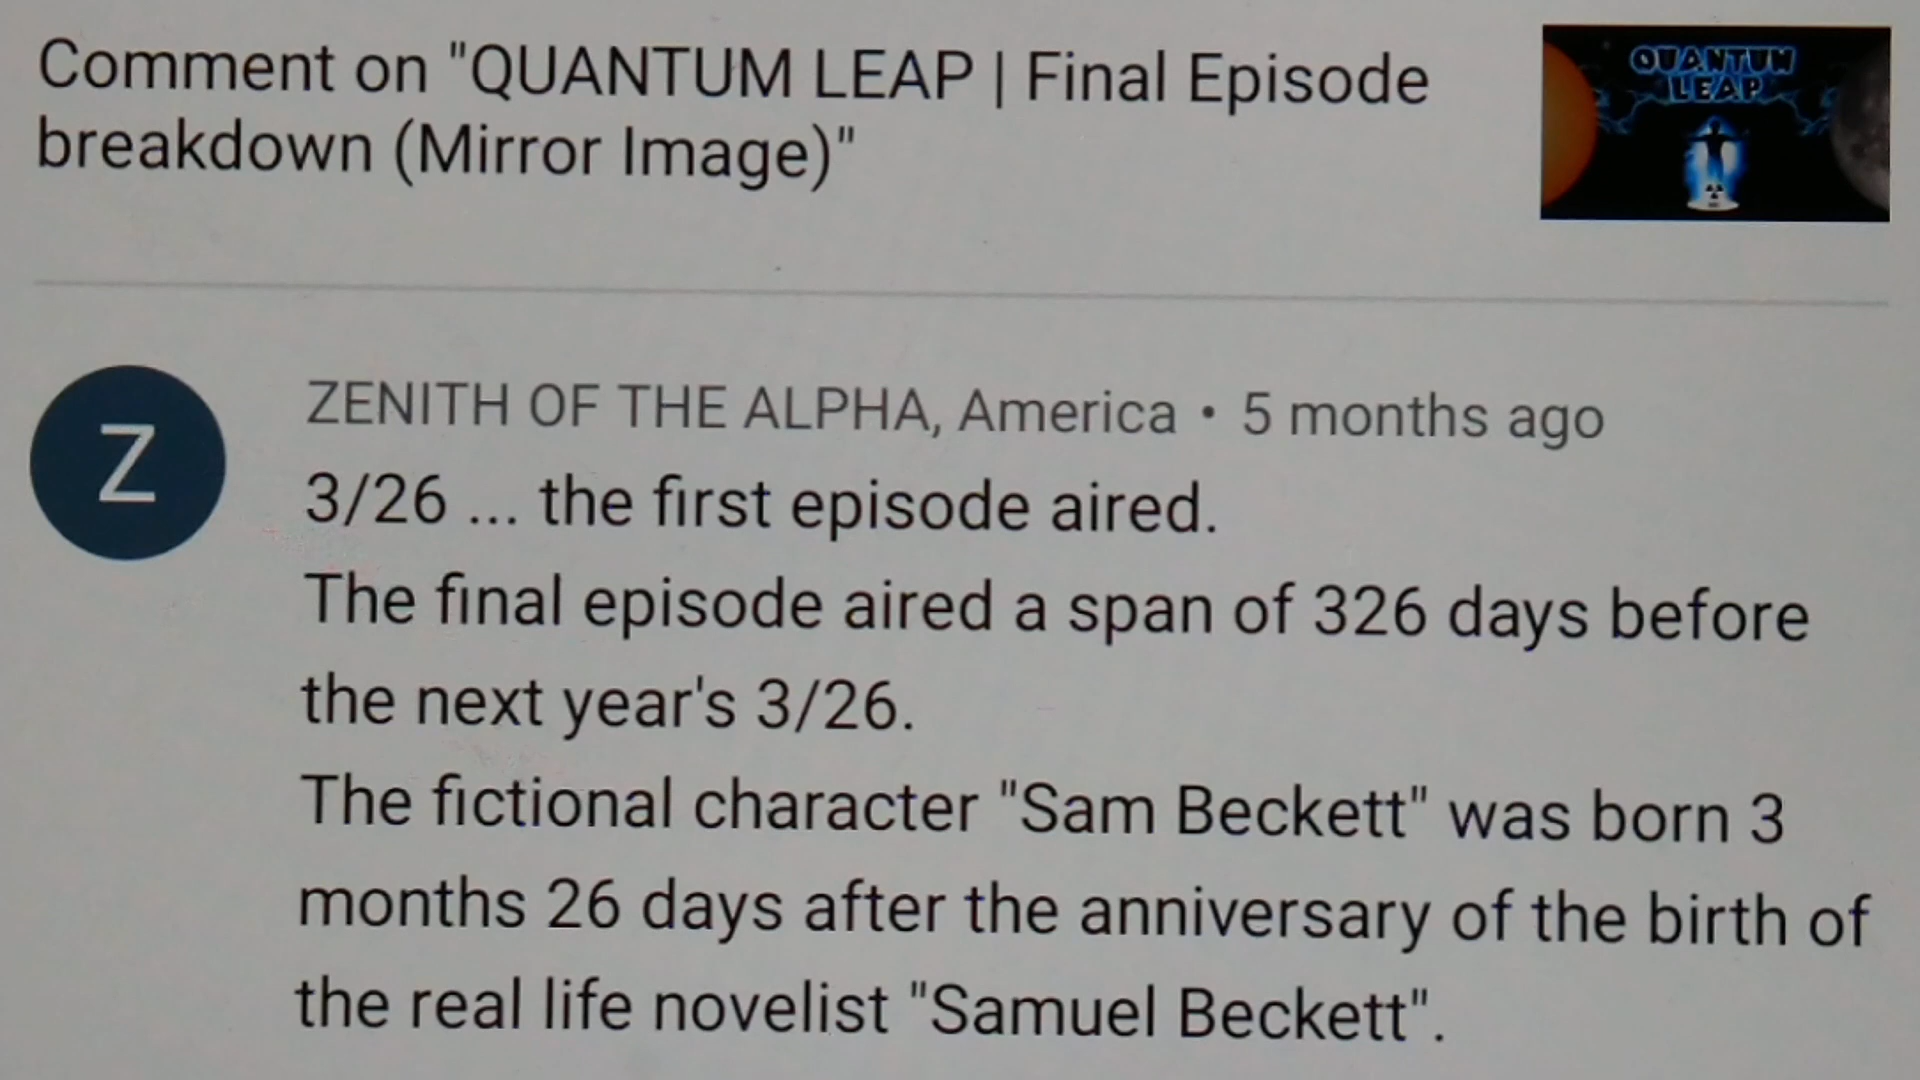 Comment on "QUANTUM LEAP | Final Episode
breakdown (Mirror Image)"
QUANTUM
LEAP
Z
ZENITH OF THE ALPHA, America • 5 months ago
3/26 ... the first episode aired.
The final episode aired a span of 326 days before
the next year's 3/26.
The fictional character "Sam Beckett" was born 3
months 26 days after the anniversary of the birth of
the real life novelist "Samuel Beckett".